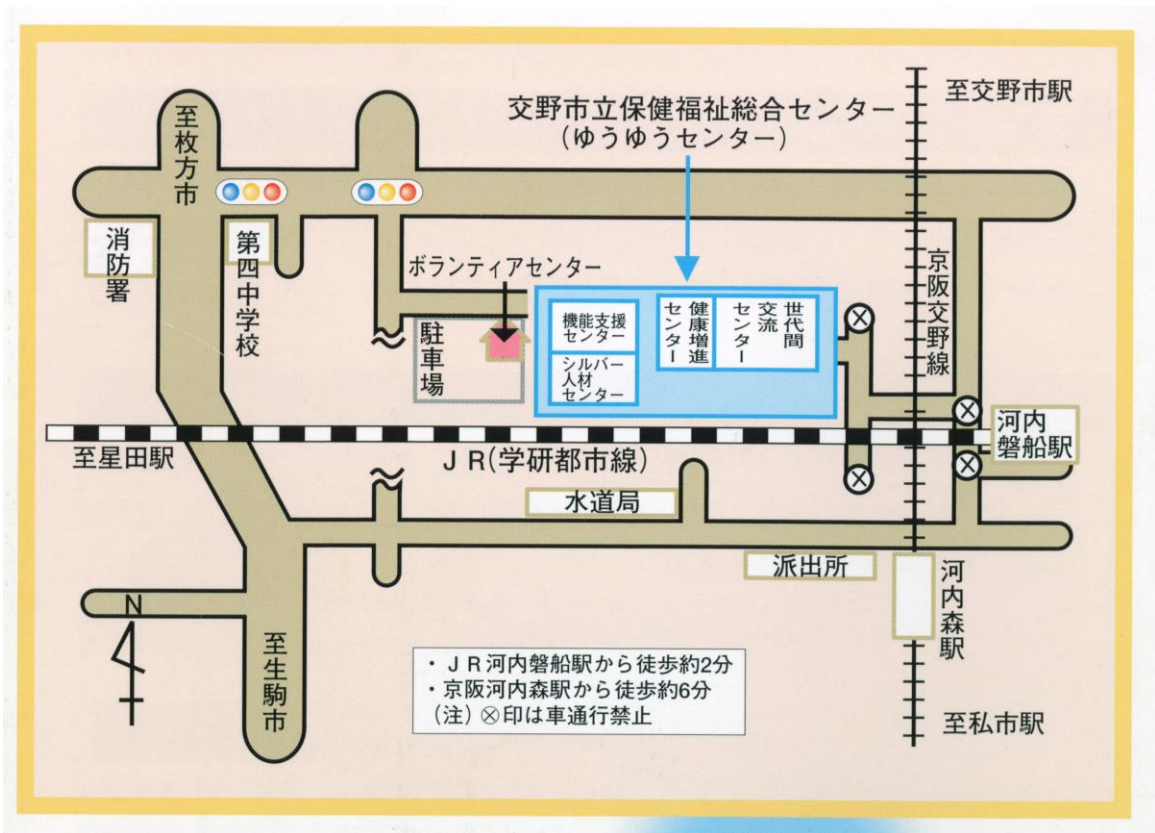 至交野市駅
交野市立保健福祉総合センター
(ゆうゆうセンター)
至枚方市
消防署
第四中学校
ボランティアセンター
駐車場
機能支援
センター
シルバー
人材
センター
健康増進
センター
世代間
交流
センター
京阪交野線
河内
磐船駅
至星田駅
JR(学研都市線)
水道局
派出所
河内森駅
N
至生駒市
・JR河内磐船駅から徒歩約2分
・京阪河内森駅から徒歩約6分
(注)⊗印は車通行禁止
至私市駅